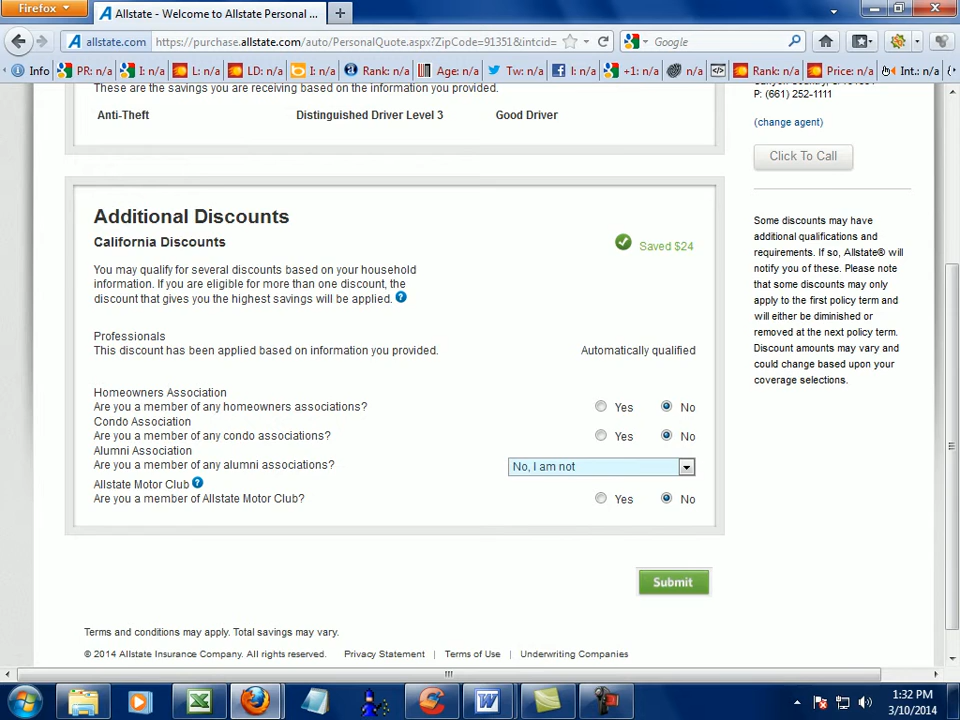 Firefox
Allstate - Welcome to Allstate Personal ...
allstate.com
https://purchase.allstate.com/auto/PersonalQuote.aspx?ZipCode=91351&intcid=
Google
Info
PR: n/a
I: n/a
L: n/a
LD: n/a
I: n/a
Rank: n/a
Age: n/a
Tw: n/a
l: n/a
+1: n/a
n/a
Rank: n/a
Price: n/a
Int.: n/a
These are the savings you are receiving based on the information you provided.
P: (661) 252-1111
Anti-Theft
Distinguished Driver Level 3
Good Driver
(change agent)
Click To Call
Additional Discounts
California Discounts
Saved $24
You may qualify for several discounts based on your household
information. If you are eligible for more than one discount, the
discount that gives you the highest savings will be applied.
Professionals
This discount has been applied based on information you provided.
Automatically qualified
Homeowners Association
Are you a member of any homeowners associations?
Yes
No
Condo Association
Are you a member of any condo associations?
Yes
No
Alumni Association
Are you a member of any alumni associations?
No, I am not
Allstate Motor Club
Are you a member of Allstate Motor Club?
Yes
No
Some discounts may have
additional qualifications and
requirements. If so, Allstate® will
notify you of these. Please note
that some discounts may only
apply to the first policy term and
will either be diminished or
removed at the next policy term.
Discount amounts may vary and
could change based upon your
coverage selections.
Submit
Terms and conditions may apply. Total savings may vary.
© 2014 Allstate Insurance Company. All rights reserved.
Privacy Statement | Terms of Use | Underwriting Companies
1:32 PM
3/10/2014